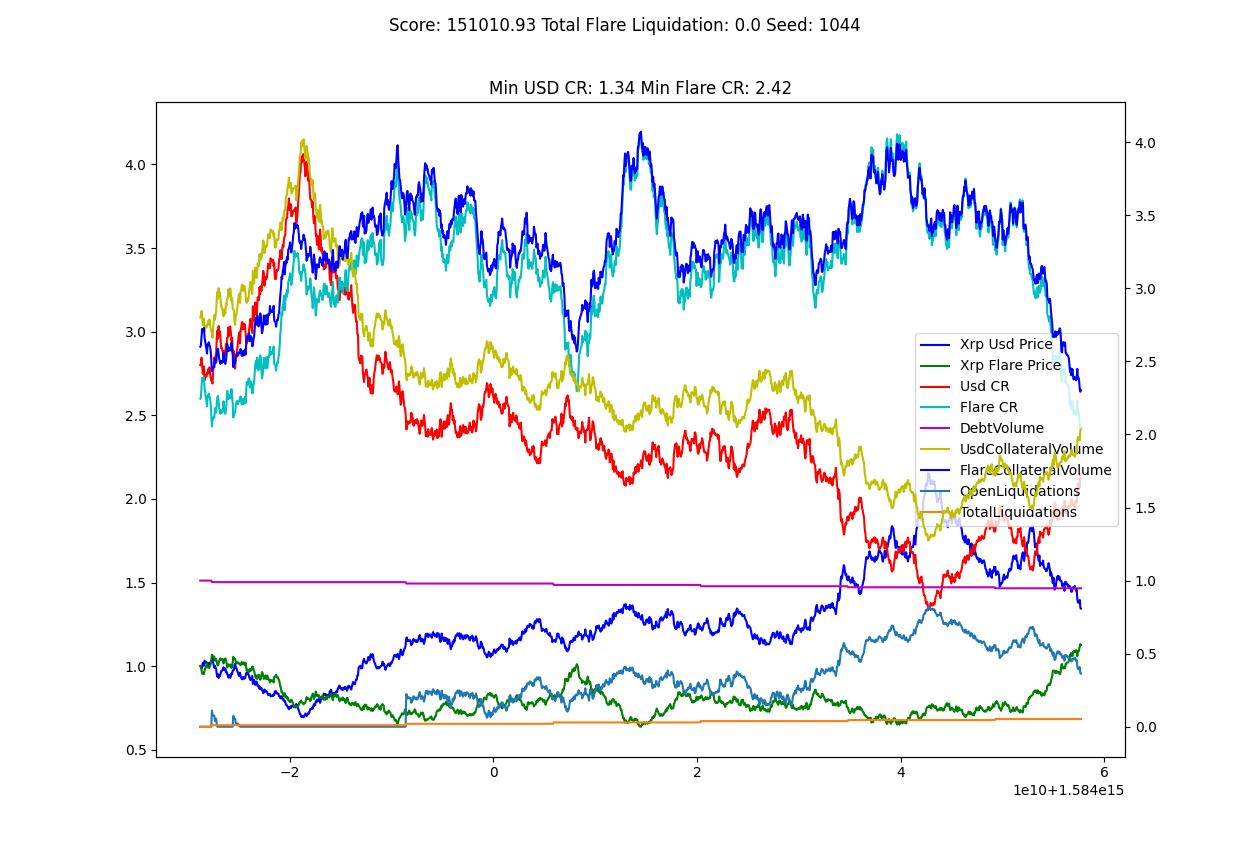 Score: 151010.93 Total Flare Liquidation: 0.0 Seed: 1044
Min USD CR: 1.34 Min Flare CR: 2.42
4.0
3.5
3.0
2.5
2.0
1.5
1.0
0.5
4.0
3.5
3.0
2.5
2.0
1.5
1.0
0.5
0.0
Xrp Usd Price
Xrp Flare Price
Usd CR
Flare CR
DebtVolume
UsdCollateralVolume
FlareCollateralVolume
OpenLiquidations
TotalLiquidations
−2 0 2 4 6
1e10+1.584e15